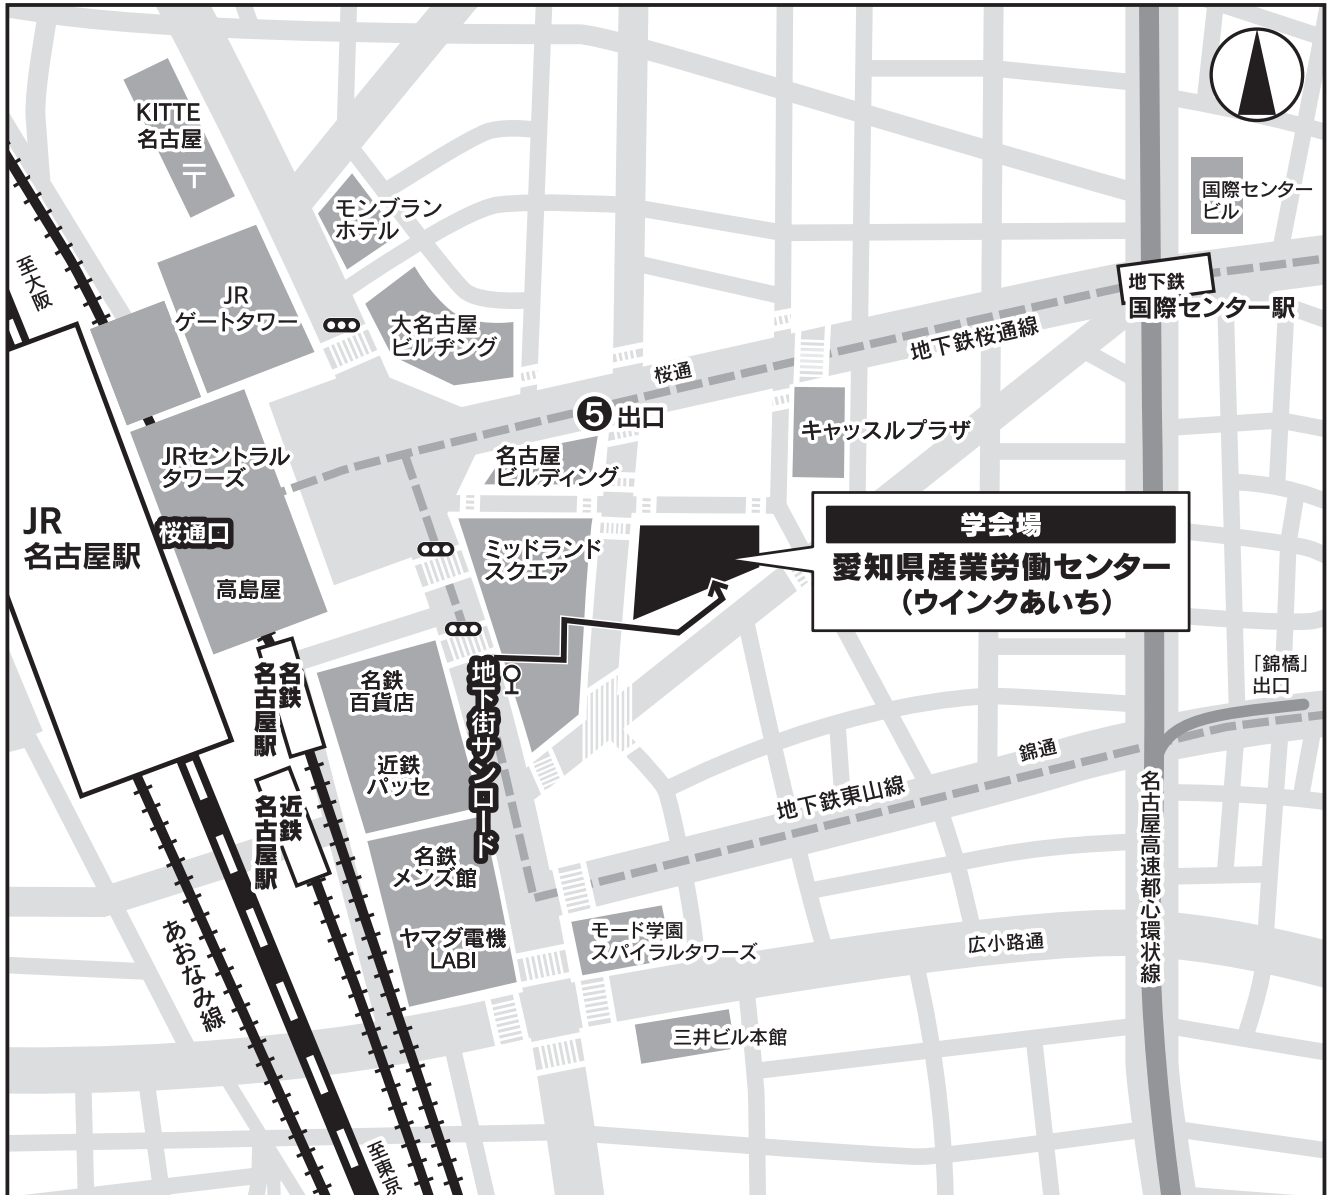 KITTE
名古屋
〒
モンブラン
ホテル
国際センター
ビル
至大阪
JR
ゲートタワー
大名古屋
ビルヂング
地下鉄
国際センター駅
地下鉄桜通線
桜通
5 出口
キャッスルプラザ
JRセントラル
タワーズ
名古屋
ビルディング
JR
名古屋駅
桜通口
高島屋
ミッドランド
スクエア
学会場
愛知県産業労働センター
（ウインクあいち）
名鉄
名古屋駅
名鉄
百貨店
地下街サンロード
「錦橋」
出口
近鉄
名古屋駅
近鉄
パッセ
錦通
地下鉄東山線
名古屋高速都心環状線
名鉄
メンズ館
ヤマダ電機
LABI
モード学園
スパイラルタワーズ
広小路通
あおなみ線
三井ビル本館
至東京